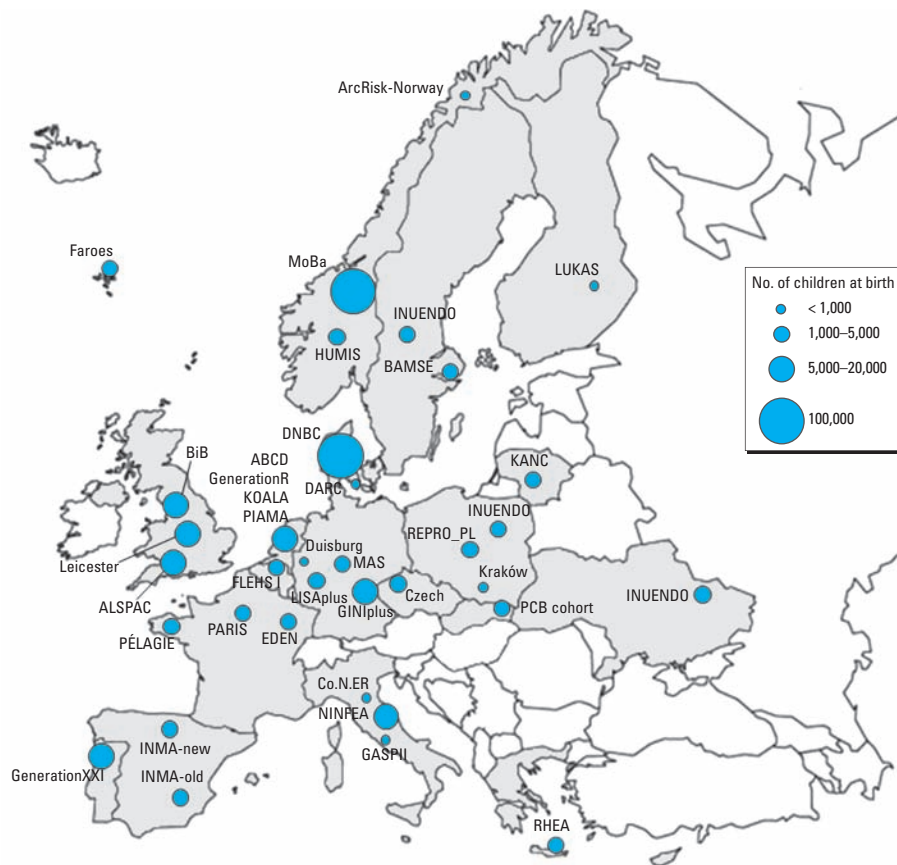 ArcRisk-Norway
Faroes
MoBa
LUKAS
INUENDO
HUMIS
BAMSE
No. of children at birth
< 1,000
1,000–5,000
5,000–20,000
100,000
DNBC
BiB
ABCD
GenerationR
KOALA
PIAMA
DARC
KANC
INUENDO
REPRO_PL
Leicester
Duisburg
MAS
Kraków
FLEHS I
LISAplus
GINIplus
Czech
PCB cohort
INUENDO
ALSPAC
PARIS
EDEN
PÉLAGIE
Co.N.ER
NINFEA
GASPII
INMA-new
GenerationXXI
INMA-old
RHEA